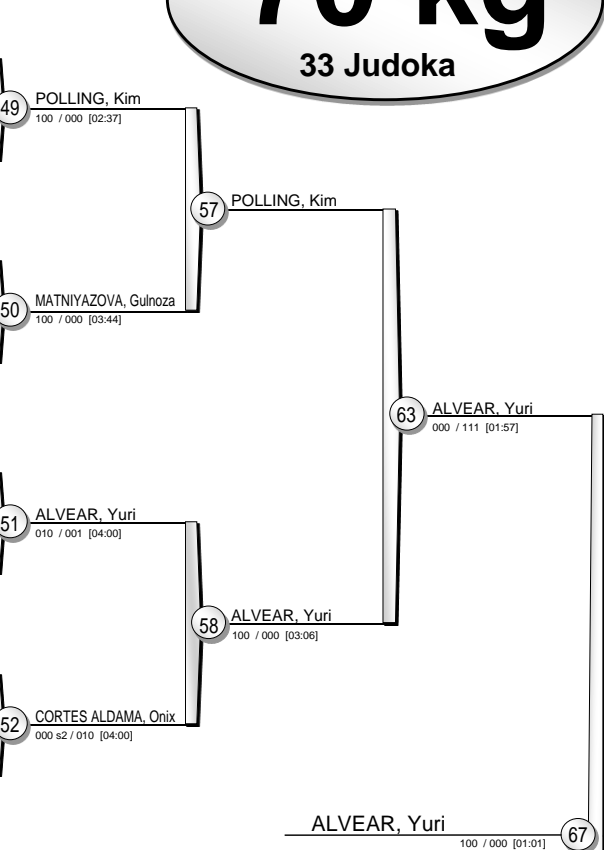 70 kg
33 Judoka
49
POLLING, Kim
100 / 000 [02:37]
57
POLLING, Kim
50
MATNIYAZOVA, Gulnoza
100 / 000 [03:44]
63
ALVEAR, Yuri
000 / 111 [01:57]
51
ALVEAR, Yuri
010 / 001 [04:00]
58
ALVEAR, Yuri
100 / 000 [03:06]
52
CORTES ALDAMA, Onix
000 s2 / 010 [04:00]
ALVEAR, Yuri
67
100 / 000 [01:01]